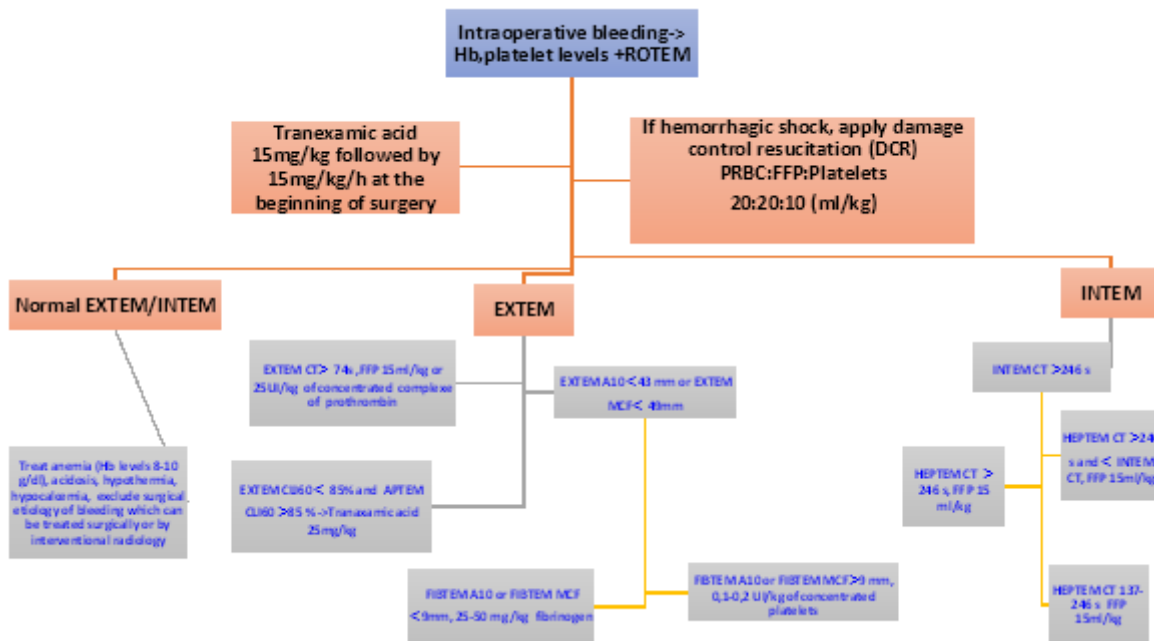 Intraoperative bleeding->
Hb,platelet levels +ROTEM
Tranexamic acid
15mg/kg followed by
15mg/kg/h at the
beginning of surgery
If hemorrhagic shock, apply damage
control resucitation (DCR)
PRBC:FFP:Platelets
20:20:10 (ml/kg)
Normal EXTEM/INTEM
EXTEM
INTEM
EXTEM CT> 74s ,FFP 15ml/kg or
25UI/kg of concentrated complexe
of prothrombin
EXTEM A10<43 mm or EXTEM
MCF< 49mm
INTEM CT >246 s
Treat anemia (Hb levels 8-10
g/dl), acidosis, hypothermia,
hypocalcemia, exclude surgical
etiology of bleeding which can
be treated surgically or by
interventional radiology
EXTEM CLI60< 85% and APTEM
CLI60 >85 %->Tranaxamic acid
25mg/kg
HEPTEM CT >
246 s, FFP 15
ml/kg
HEPTEM CT >246
s and < INTEM
CT, FFP 15ml/kg
FIBTEM A10 or FIBTEM MCF
<9mm, 25-50 mg/kg fibrinogen
FIBTEM A10 or FIBTEM MCF>9 mm,
0,1-0,2 UI/kg of concentrated
platelets
HEPTEM CT 137-
246 s FFP
15ml/kg